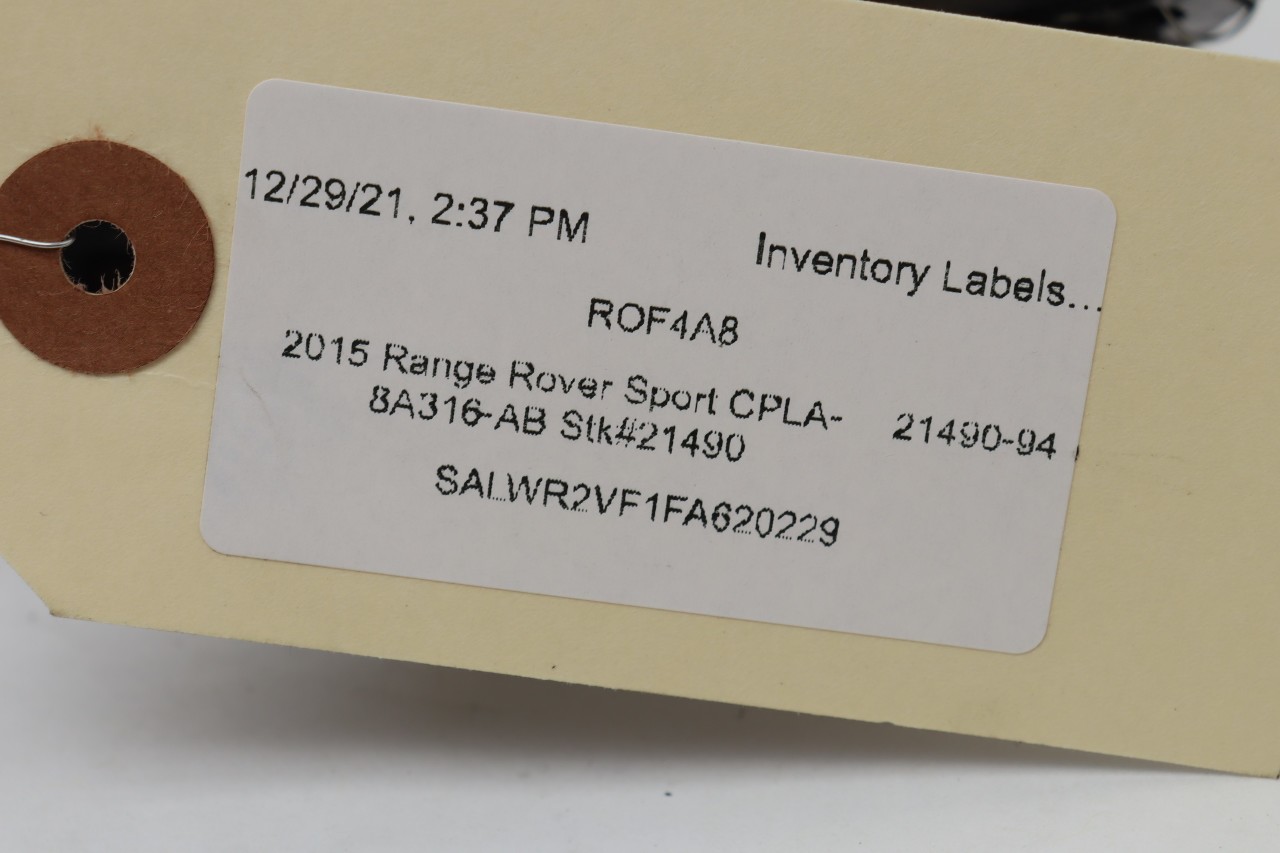 12/29/21, 2:37 PM
Inventory Labels...
ROF4A8
2015 Range Rover Sport CPLA-
8A316-AB Stk#21490
21490-94
SALWR2VF1FA620229